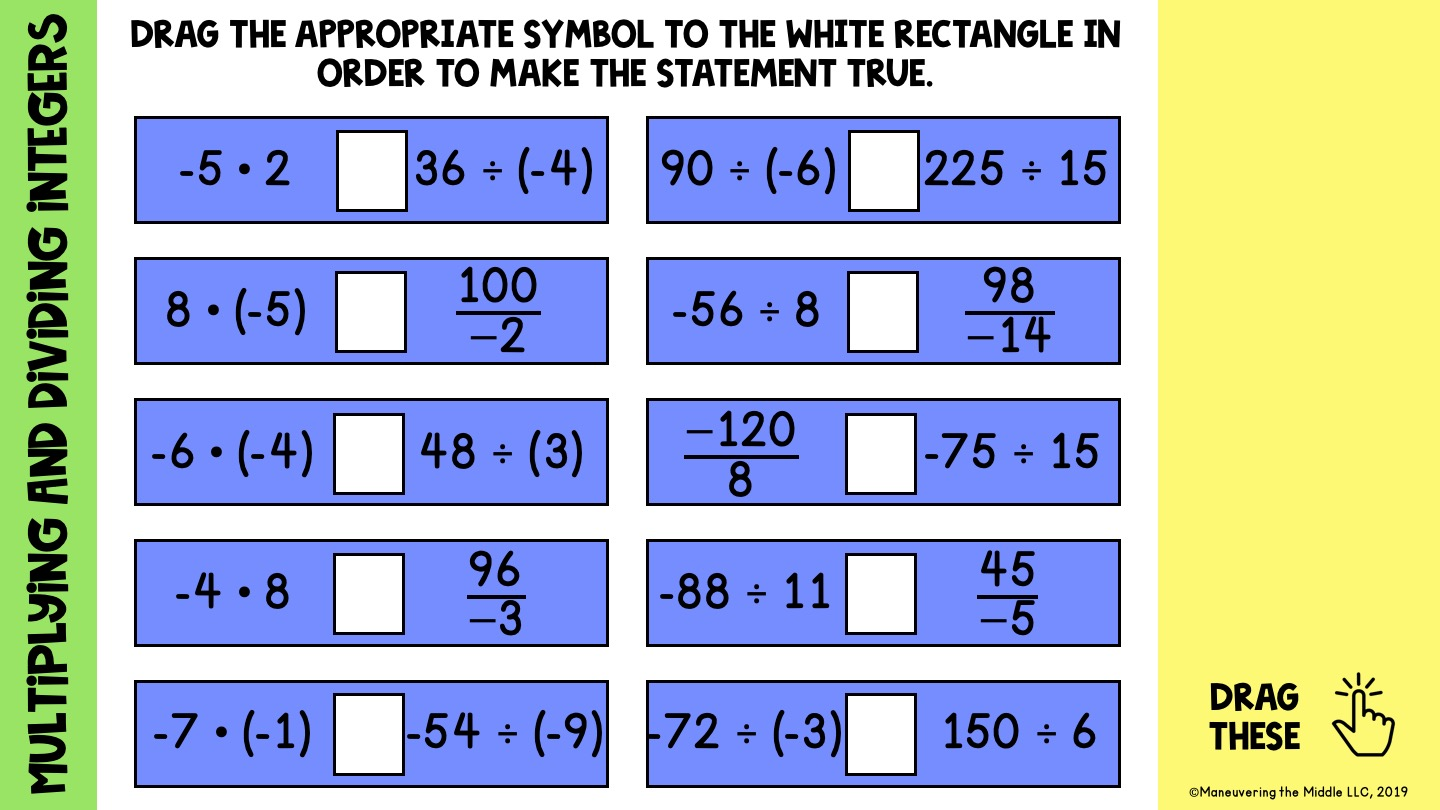 MULTIPLYING AND DIVIDING INTEGERS
DRAG THE APPROPRIATE SYMBOL TO THE WHITE RECTANGLE IN
ORDER TO MAKE THE STATEMENT TRUE.
-5 • 2 36 ÷ (-4)
90 ÷ (-6) 225 ÷ 15
8 • (-5) 100/−2
-56 ÷ 8 98/−14
-6 • (-4) 48 ÷ (3)
−120/8 -75 ÷ 15
-4 • 8 96/−3
-88 ÷ 11 45/−5
-7 • (-1) -54 ÷ (-9)
-72 ÷ (-3) 150 ÷ 6
DRAG
THESE
©Maneuvering the Middle LLC, 2019